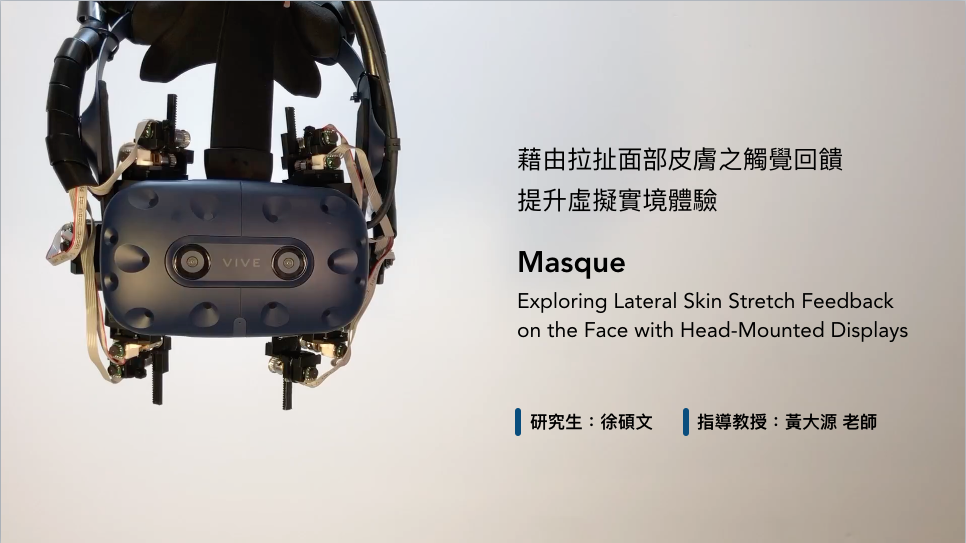 VIVE
藉由拉扯面部皮膚之觸覺回饋
提升虛擬實境體驗
Masque
Exploring Lateral Skin Stretch Feedback
on the Face with Head-Mounted Displays
研究生：徐碩文 指導教授：黃大源 老師